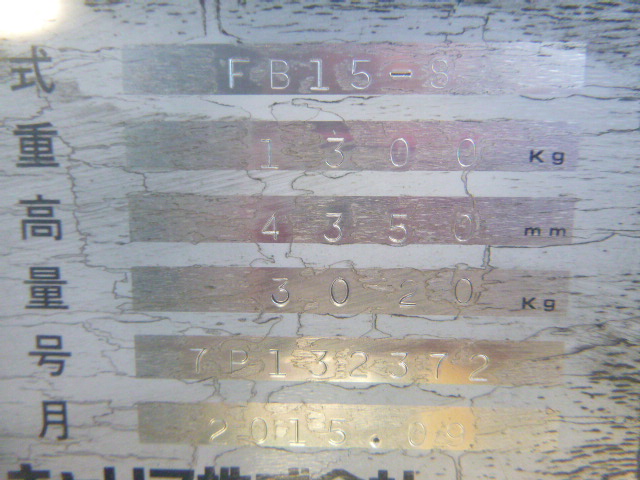 式 FB15-8
重 1300 Kg
高 4350 mm
量 3020 Kg
号 7P132372
月 2015.09